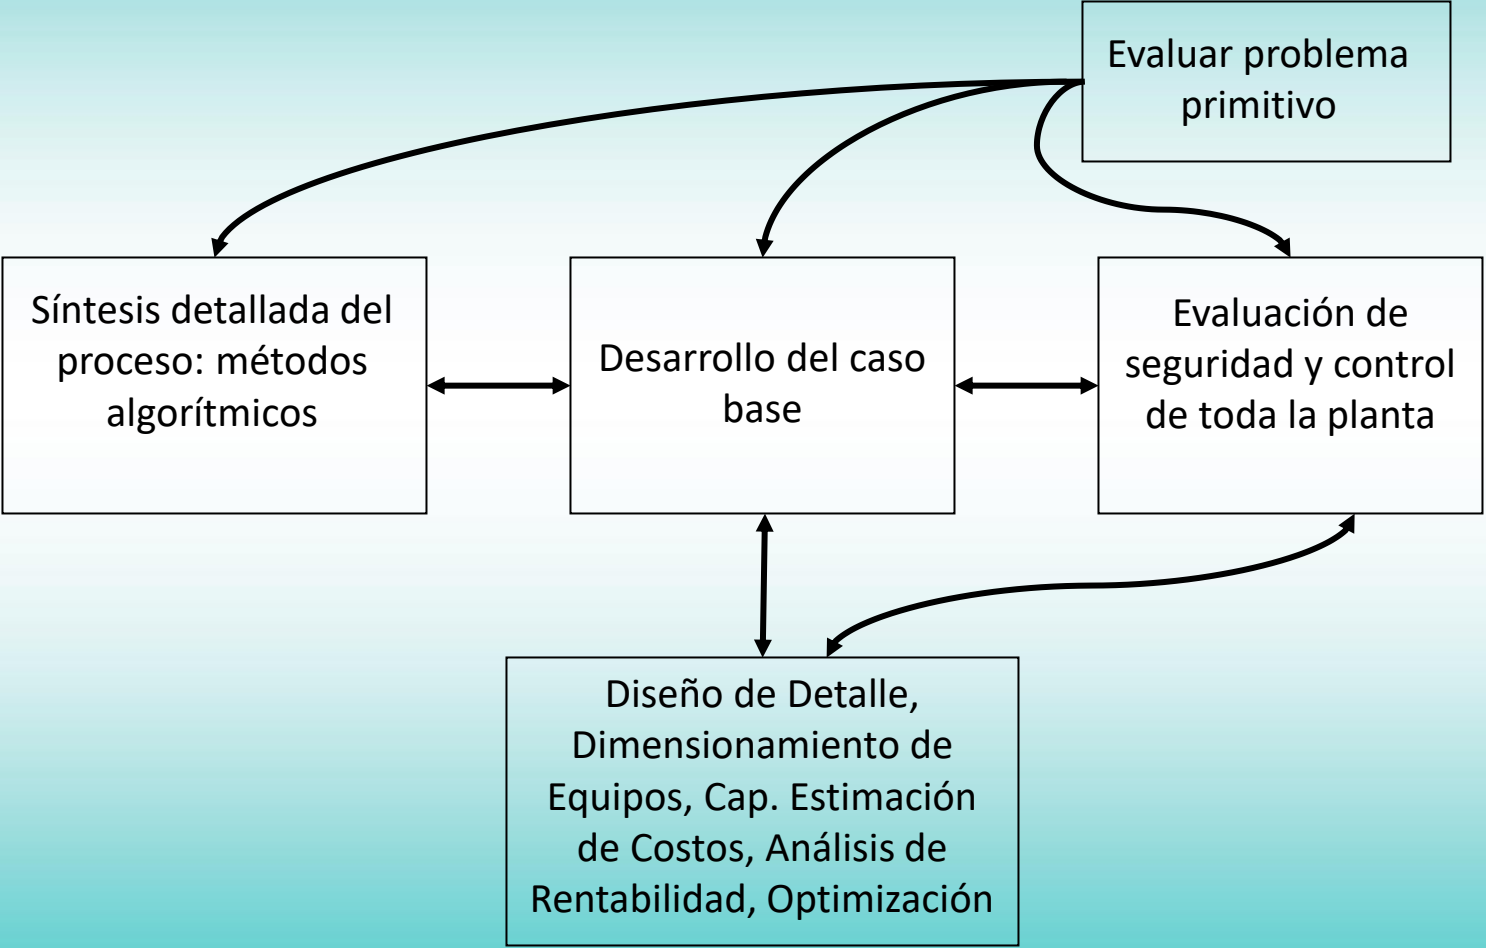 Evaluar problema
primitivo
Síntesis detallada del
proceso: métodos
algorítmicos
Desarrollo del caso
base
Evaluación de
seguridad y control
de toda la planta
Diseño de Detalle,
Dimensionamiento de
Equipos, Cap. Estimación
de Costos, Análisis de
Rentabilidad, Optimización